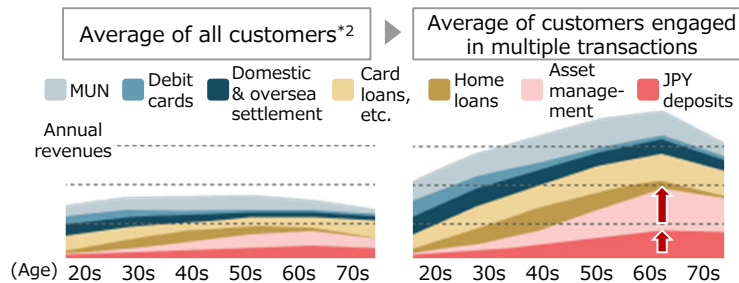 Average of all customers*2
Average of customers engaged
in multiple transactions
MUN
Debit
cards
Domestic
& oversea
settlement
Card
loans,
etc.
Home
loans
Asset
manage-
ment
JPY
deposits
Annual
revenues
(Age) 20s 30s 40s 50s 60s 70s
20s 30s 40s 50s 60s 70s